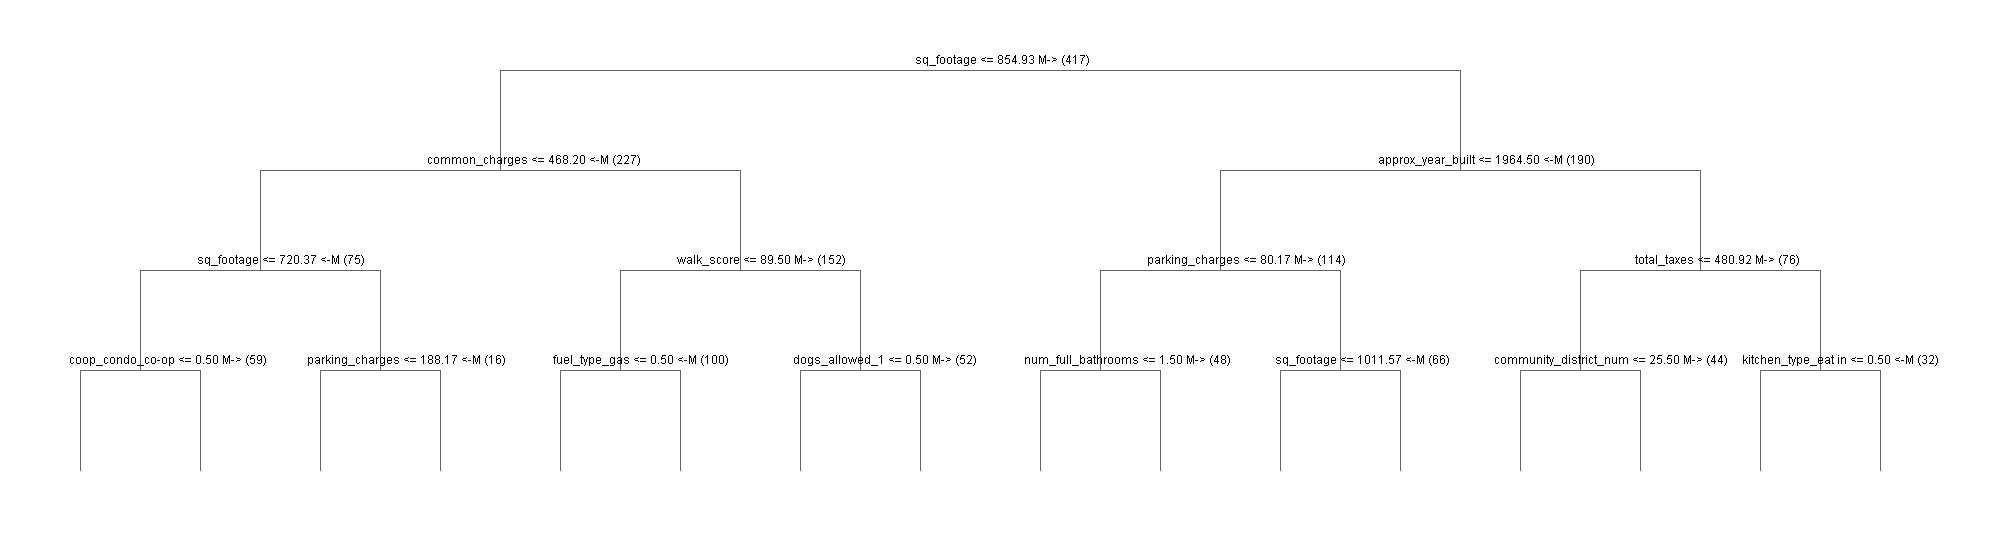 sq_footage <= 854.93 M-> (417)
common_charges <= 468.20 <-M (227)
approx_year_built <= 1964.50 <-M (190)
sq_footage <= 720.37 <-M (75)
walk_score <= 89.50 M-> (152)
parking_charges <= 80.17 M-> (114)
total_taxes <= 480.92 M-> (76)
coop_condo_co-op <= 0.50 M-> (59)
parking_charges <= 188.17 <-M (16)
fuel_type_gas <= 0.50 <-M (100)
dogs_allowed_1 <= 0.50 M-> (52)
num_full_bathrooms <= 1.50 M-> (48)
sq_footage <= 1011.57 <-M (66)
community_district_num <= 25.50 M-> (44)
kitchen_type_eat in <= 0.50 <-M (32)